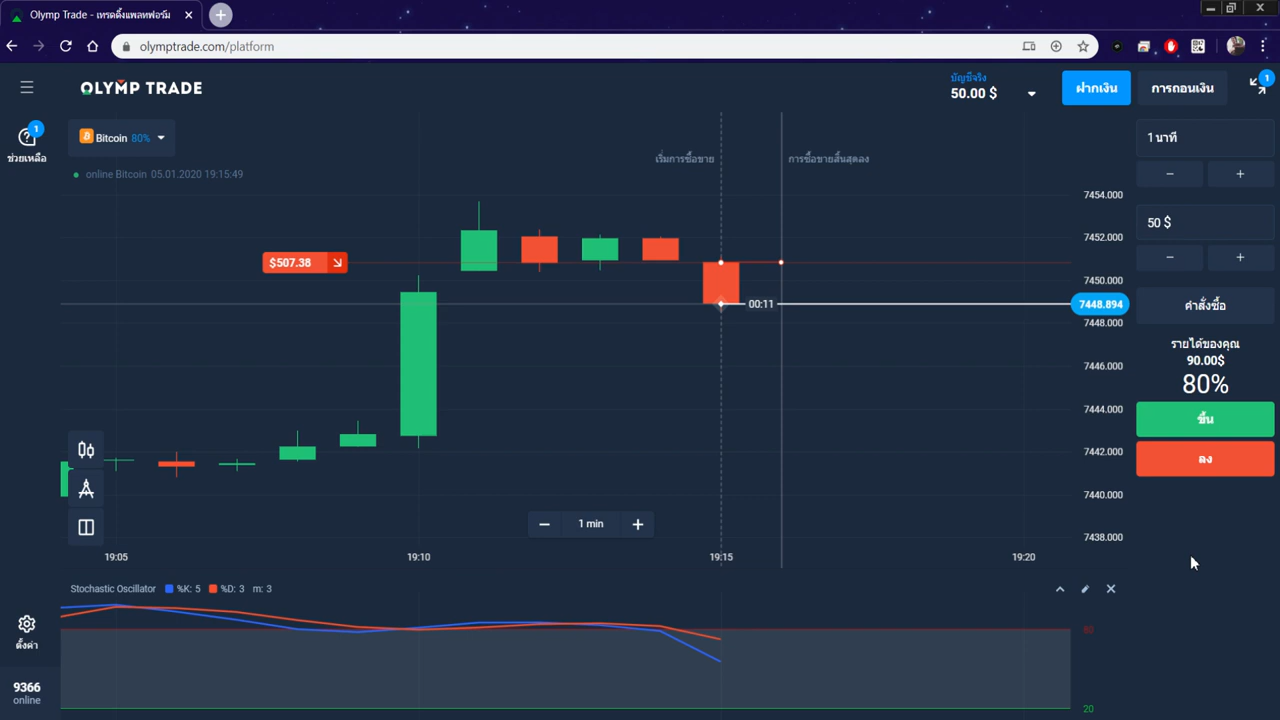 Olymp Trade - เทรดดิ้งแพลทฟอร์ม
olymptrade.com/platform
OLYMP TRADE
บัญชีจริง
50.00 $
ฝากเงิน
การถอนเงิน
1
1
ช่วยเหลือ
Bitcoin 80%
online Bitcoin 05.01.2020 19:15:49
เริ่มการซื้อขาย
การซื้อขายสิ้นสุดลง
1 นาที
50 $
คำสั่งซื้อ
รายได้ของคุณ
90.00$
80%
ขึ้น
ลง
7454.000
7452.000
7450.000
7448.894
7448.000
7446.000
7444.000
7442.000
7440.000
7438.000
$507.38
00:11
1 min
19:05
19:10
19:15
19:20
Stochastic Oscillator %K: 5 %D: 3 m: 3
80
20
ตั้งค่า
9366
online